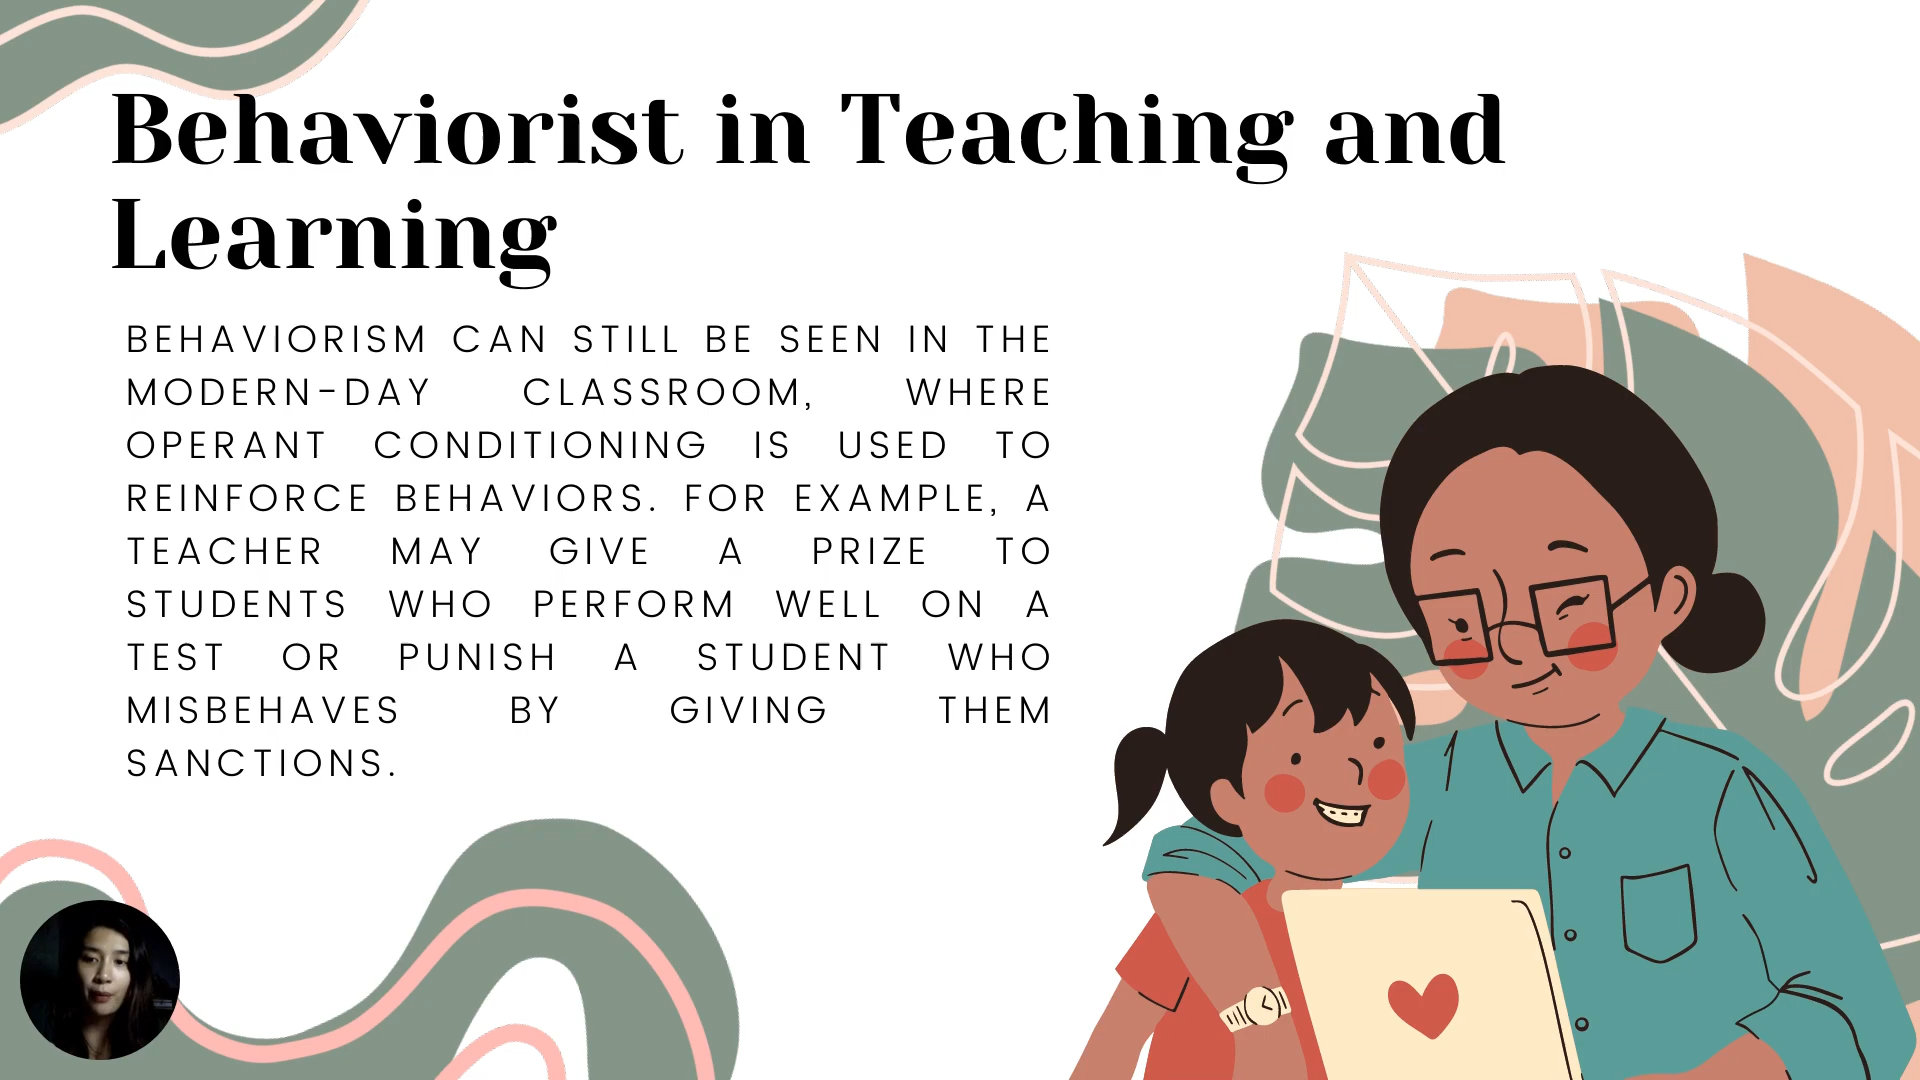 Behaviorist in Teaching and
Learning
BEHAVIORISM CAN STILL BE SEEN IN THE
MODERN-DAY CLASSROOM, WHERE
OPERANT CONDITIONING IS USED TO
REINFORCE BEHAVIORS. FOR EXAMPLE, A
TEACHER MAY GIVE A PRIZE TO
STUDENTS WHO PERFORM WELL ON A
TEST OR PUNISH A STUDENT WHO
MISBEHAVES BY GIVING THEM
SANCTIONS.